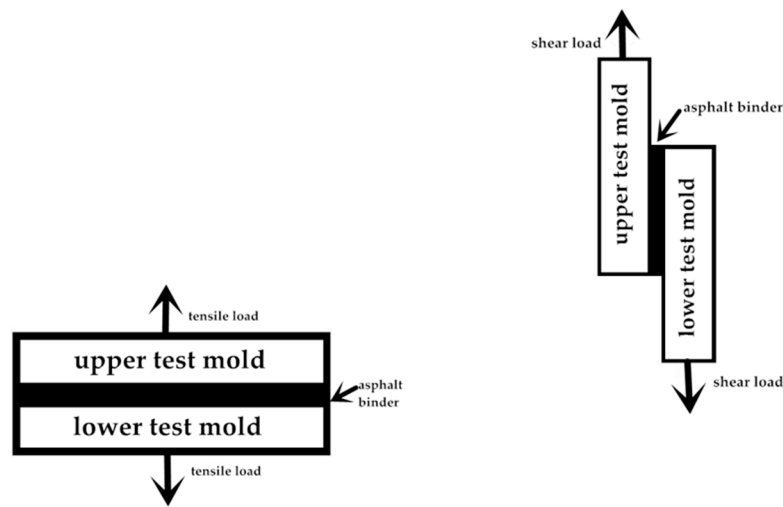 tensile load
upper test mold
asphalt
binder
lower test mold
tensile load
shear load
upper test mold
asphalt binder
lower test mold
shear load